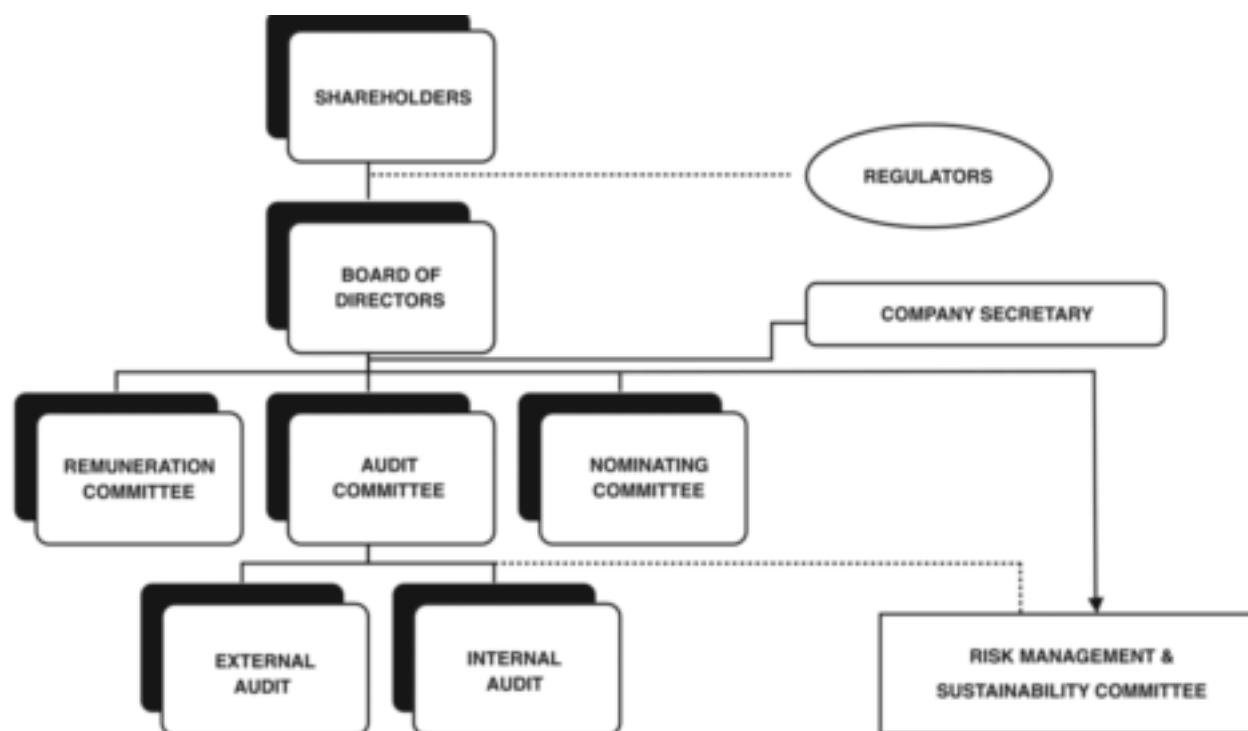 SHAREHOLDERS
REGULATORS
BOARD OF
DIRECTORS
COMPANY SECRETARY
REMUNERATION
COMMITTEE
AUDIT
COMMITTEE
NOMINATING
COMMITTEE
EXTERNAL
AUDIT
INTERNAL
AUDIT
RISK MANAGEMENT &
SUSTAINABILITY COMMITTEE